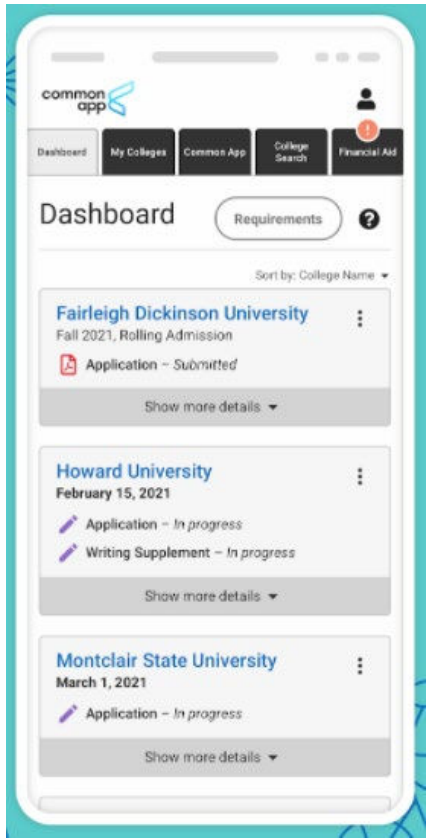 common
app
Dashboard
My Colleges
Common App
College
Search
!
Financial Aid
Dashboard
Requirements
?
Sort by: College Name
Fairleigh Dickinson University
Fall 2021, Rolling Admission
Application – Submitted
Show more details
Howard University
February 15, 2021
Application – In progress
Writing Supplement – In progress
Show more details
Montclair State University
March 1, 2021
Application – In progress
Show more details